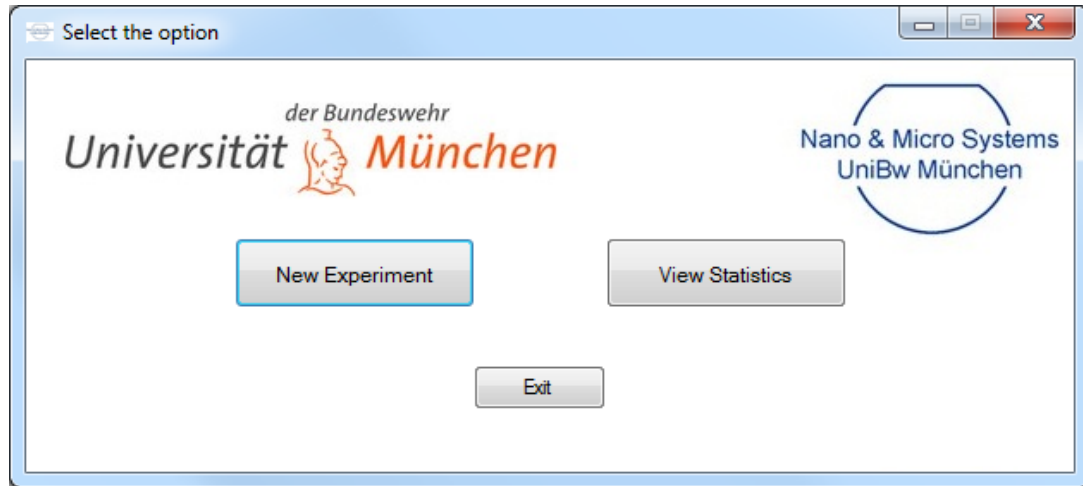 Select the option
der Bundeswehr
Universität München
Nano & Micro Systems
UniBw München
New Experiment
View Statistics
Exit